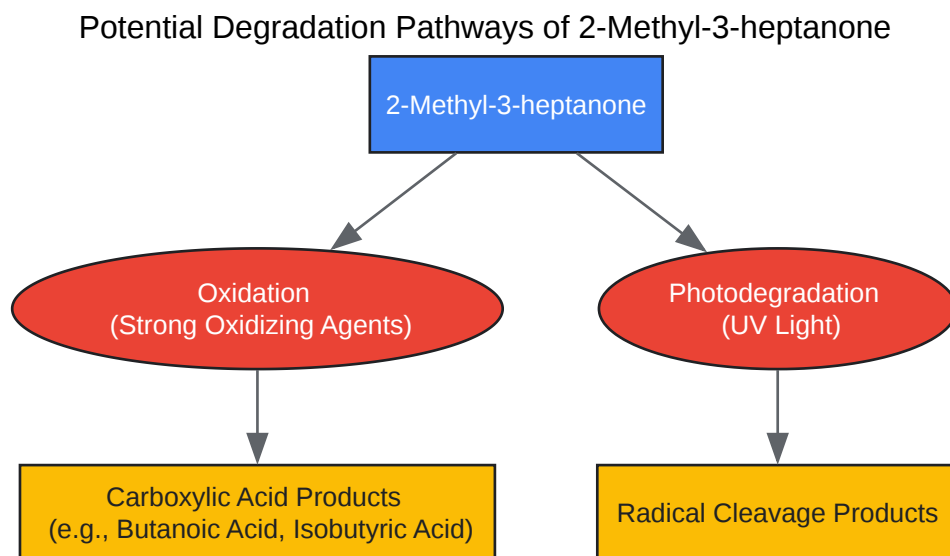 Potential Degradation Pathways of 2-Methyl-3-heptanone
2-Methyl-3-heptanone
Oxidation
(Strong Oxidizing Agents)
Photodegradation
(UV Light)
Carboxylic Acid Products
(e.g., Butanoic Acid, Isobutyric Acid)
Radical Cleavage Products